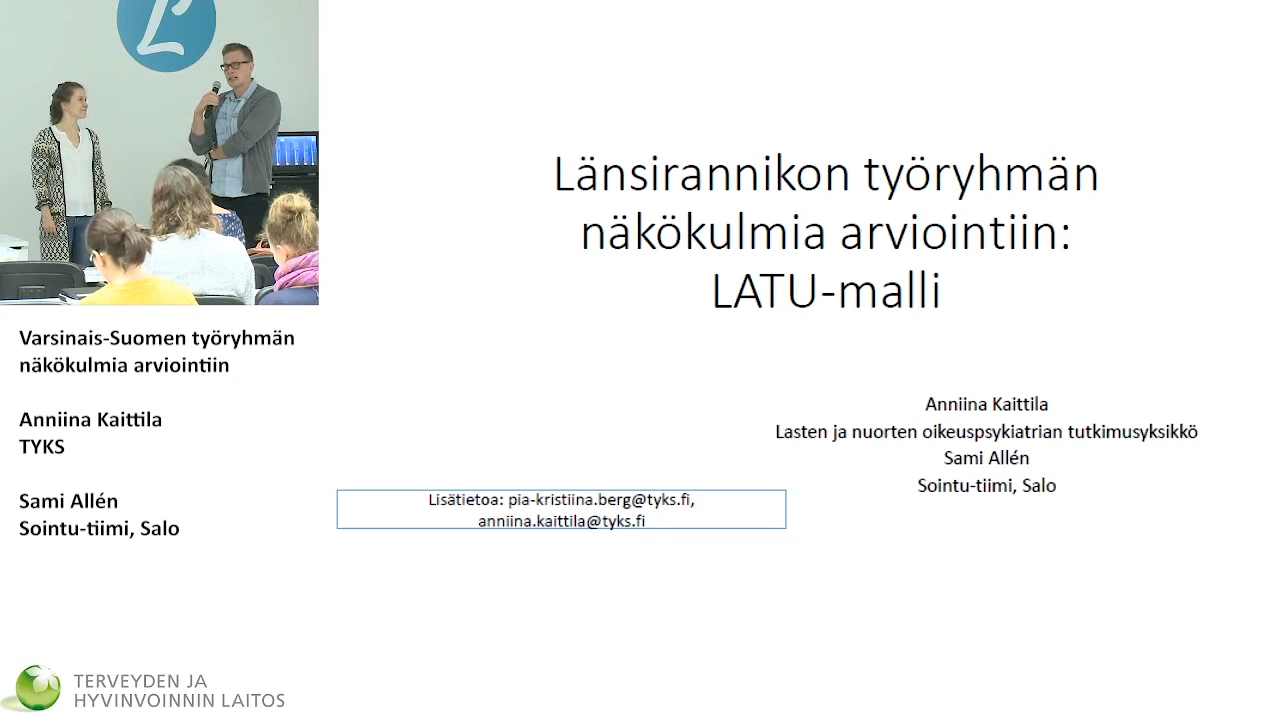 L
Länsirannikon työryhmän
näkökulmia arviointiin:
LATU-malli
Varsinais-Suomen työryhmän
näkökulmia arviointiin
Anniina Kaittila
TYKS
Sami Allén
Sointu-tiimi, Salo
Anniina Kaittila
Lasten ja nuorten oikeuspsykiatrian tutkimusyksikkö
Sami Allén
Sointu-tiimi, Salo
Lisätietoa: pia-kristiina.berg@tyks.fi,
anniina.kaittila@tyks.fi
TERVEYDEN JA
HYVINVOINNIN LAITOS